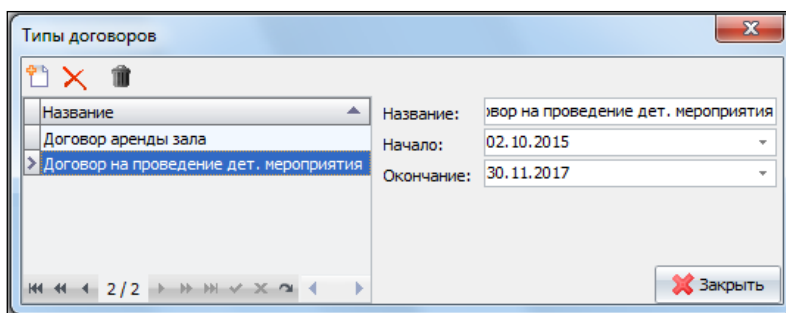 Типы договоров
Название
Договор аренды зала
Договор на проведение дет. мероприятия
2 / 2
Название: овор на проведение дет. мероприятия
Начало: 02.10.2015
Окончание: 30.11.2017
Закрыть